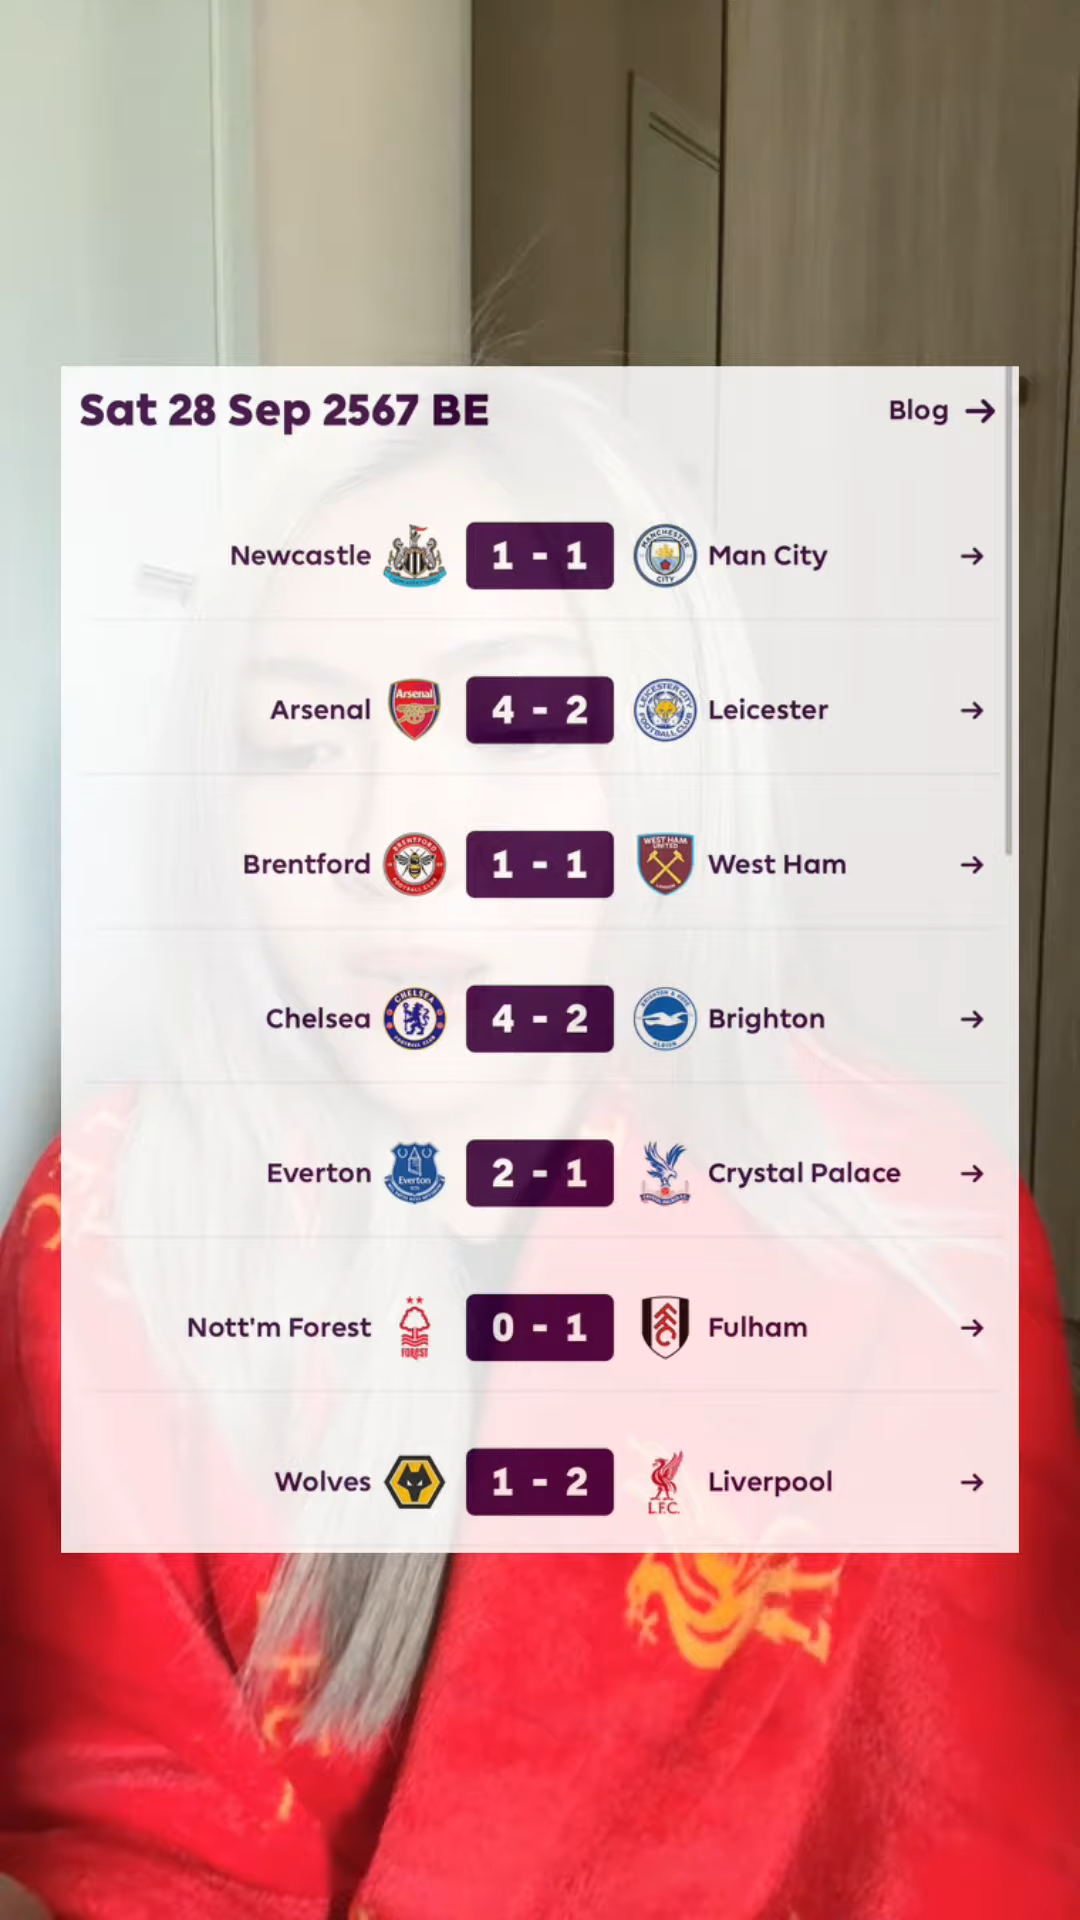 Sat 28 Sep 2567 BE Blog →
Newcastle 1 - 1 Man City →
Arsenal 4 - 2 Leicester →
Brentford 1 - 1 West Ham →
Chelsea 4 - 2 Brighton →
Everton 2 - 1 Crystal Palace →
Nott'm Forest 0 - 1 Fulham →
Wolves 1 - 2 Liverpool →